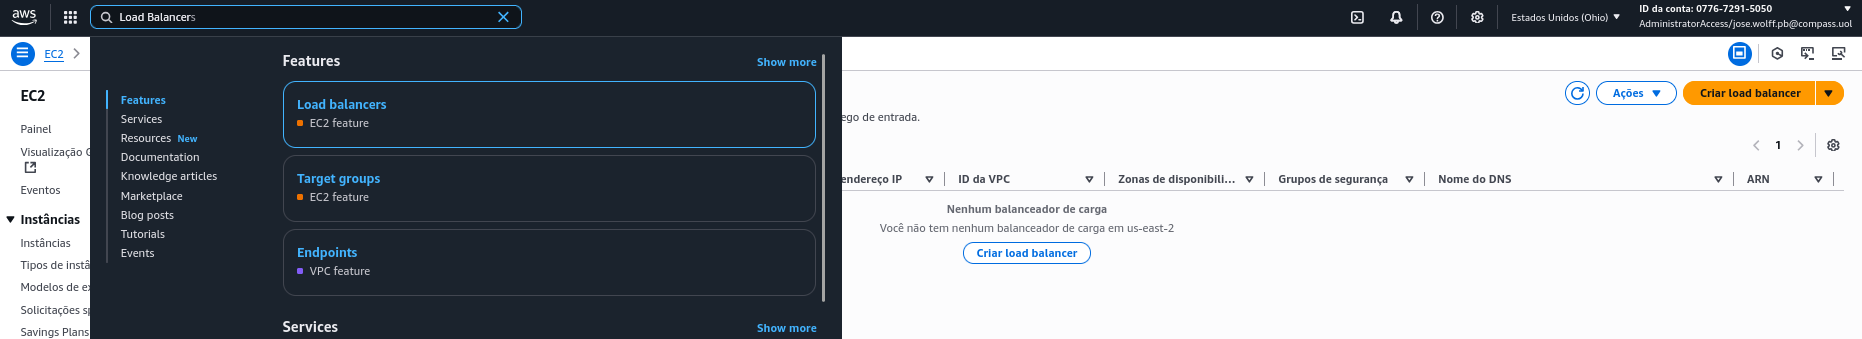 aws
Load Balancers
Estados Unidos (Ohio)
ID da conta: 0776-7291-5050
AdministratorAccess/jose.wolff.pb@compass.uol
EC2
EC2
Painel
Visualização
Eventos
Instâncias
Instâncias
Tipos de instâ
Modelos de ex
Solicitações sp
Savings Plans
Features
Services
Resources New
Documentation
Knowledge articles
Marketplace
Blog posts
Tutorials
Events
Features
Show more
Load balancers
EC2 feature
Target groups
EC2 feature
Endpoints
VPC feature
Services
Show more
Ações
Criar load balancer
ego de entrada.
1
endereço IP
ID da VPC
Zonas de disponibili...
Grupos de segurança
Nome do DNS
ARN
Nenhum balanceador de carga
Você não tem nenhum balanceador de carga em us-east-2
Criar load balancer